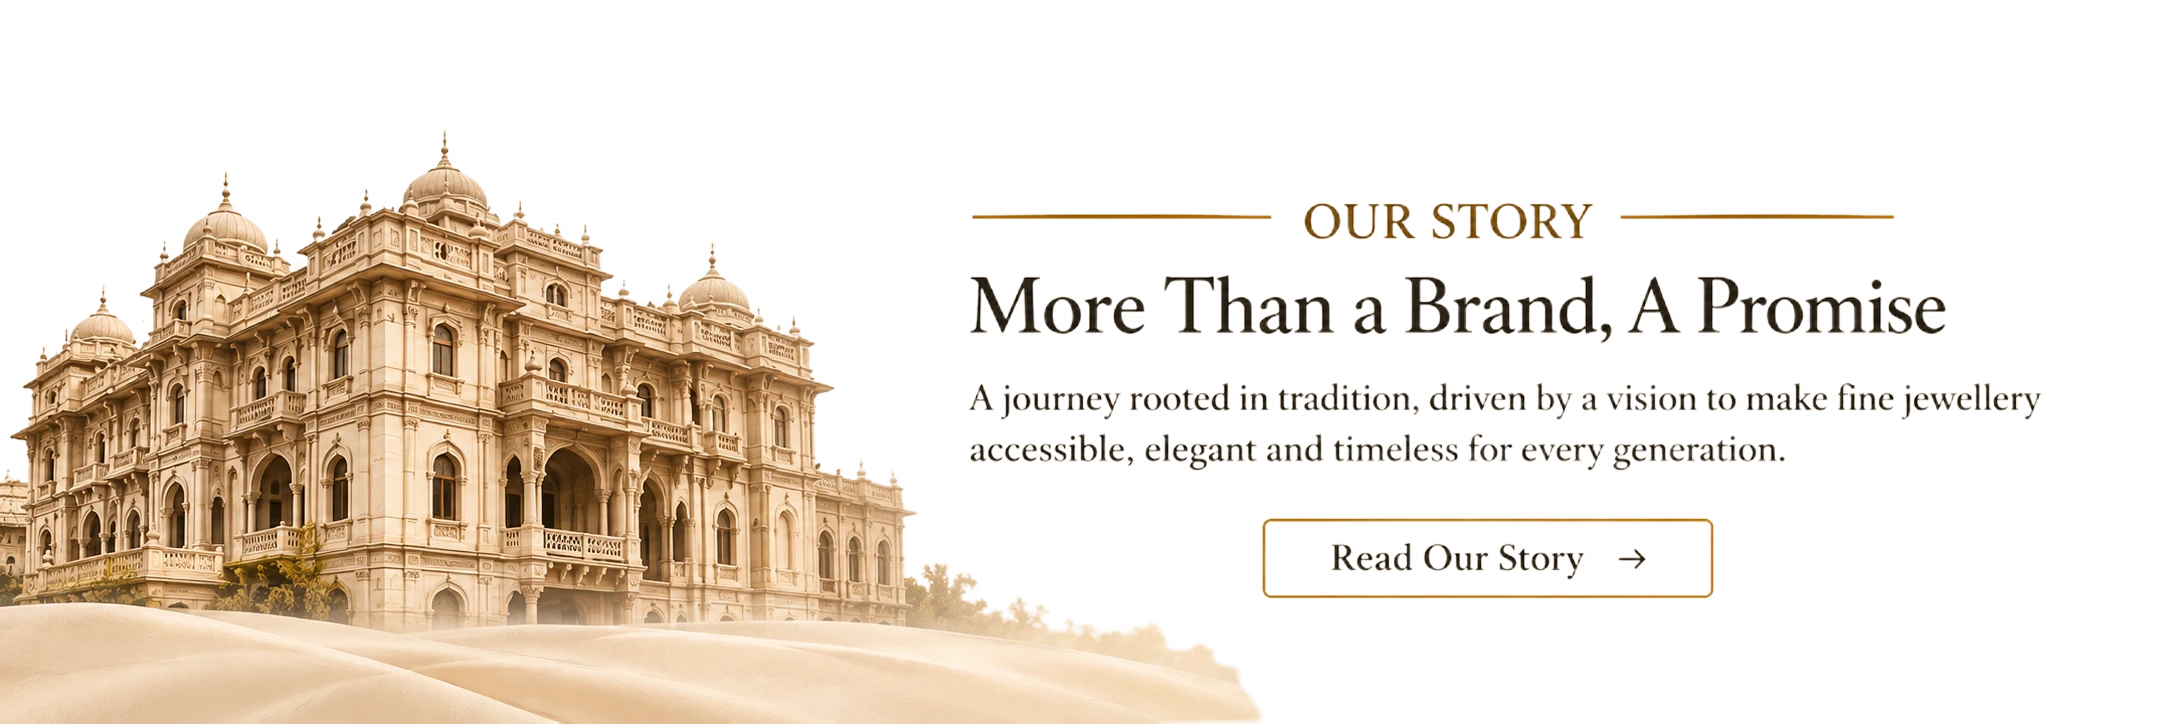 OUR STORY
More Than a Brand, A Promise
A journey rooted in tradition, driven by a vision to make fine jewellery
accessible, elegant and timeless for every generation.
Read Our Story →